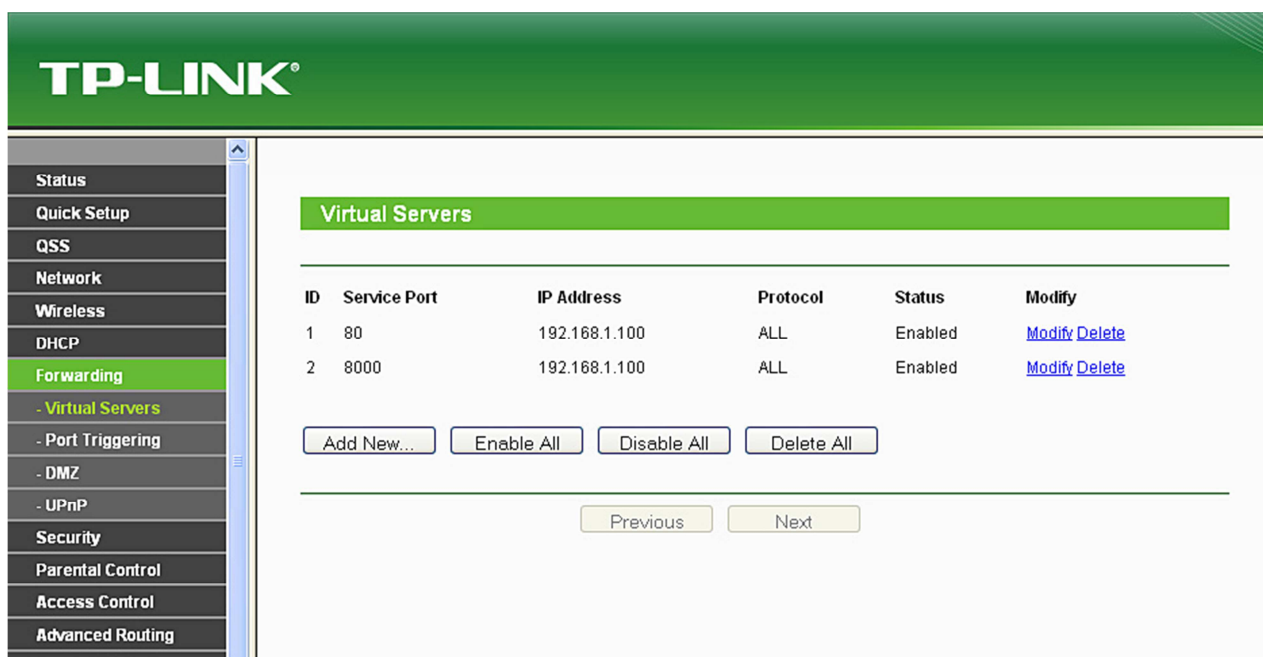 TP-LINK®
Status
Quick Setup
QSS
Network
Wireless
DHCP
Forwarding
- Virtual Servers
- Port Triggering
- DMZ
- UPnP
Security
Parental Control
Access Control
Advanced Routing
Virtual Servers
ID Service Port IP Address Protocol Status Modify
1 80 192.168.1.100 ALL Enabled Modify Delete
2 8000 192.168.1.100 ALL Enabled Modify Delete
Add New... Enable All Disable All Delete All
Previous Next